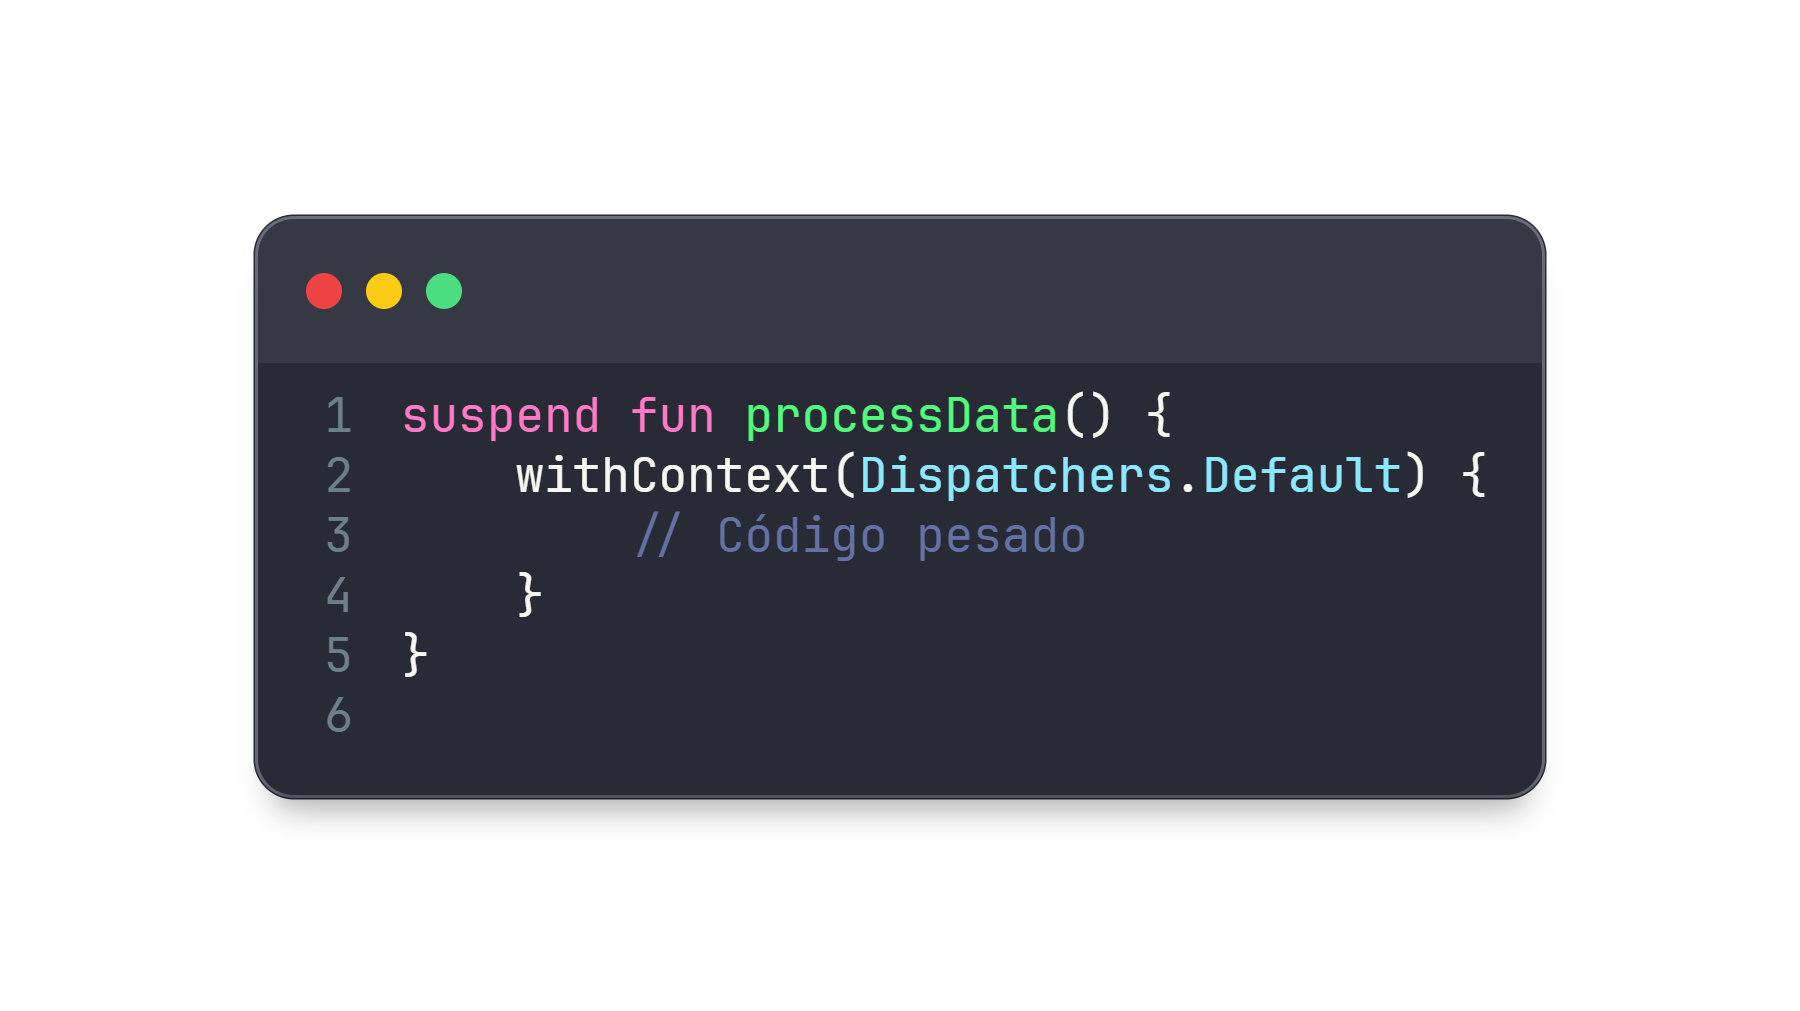 1 suspend fun processData() {
2     withContext(Dispatchers.Default) {
3         // Código pesado
4     }
5 }
6